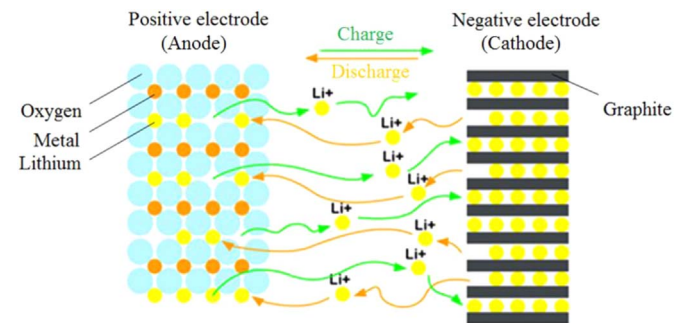 Positive electrode
(Anode)
Negative electrode
(Cathode)
Charge
Discharge
Oxygen
Metal
Lithium
Graphite
Li+
Li+
Li+
Li+
Li+
Li+
Li+
Li+